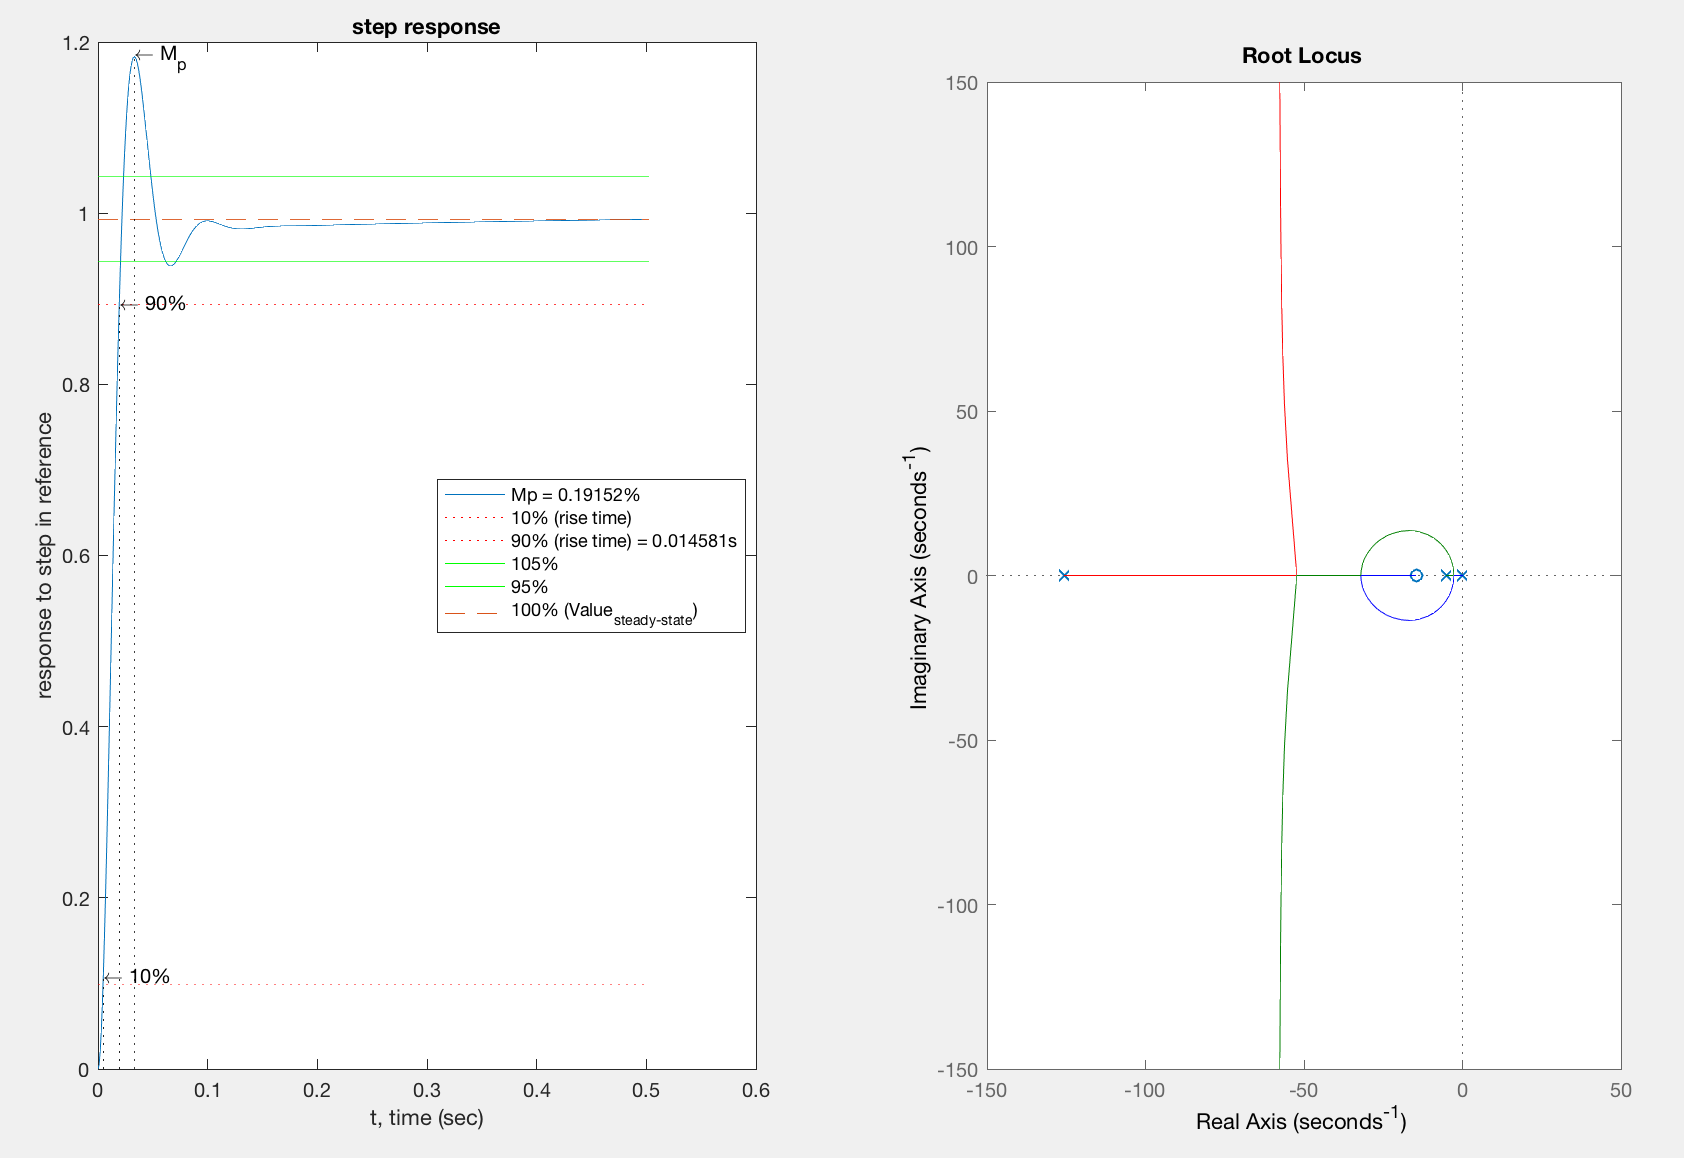 step response
1.2
1
0.8
0.6
0.4
0.2
0
0
0.1
0.2
0.3
0.4
0.5
0.6
response to step in reference
t, time (sec)
← Mp
← 90%
← 10%
Mp = 0.19152%
10% (rise time)
90% (rise time) = 0.014581s
105%
95%
100% (Value steady-state)
Root Locus
150
100
50
0
-50
-100
-150
-150
-100
-50
0
50
Imaginary Axis (seconds-1)
Real Axis (seconds-1)